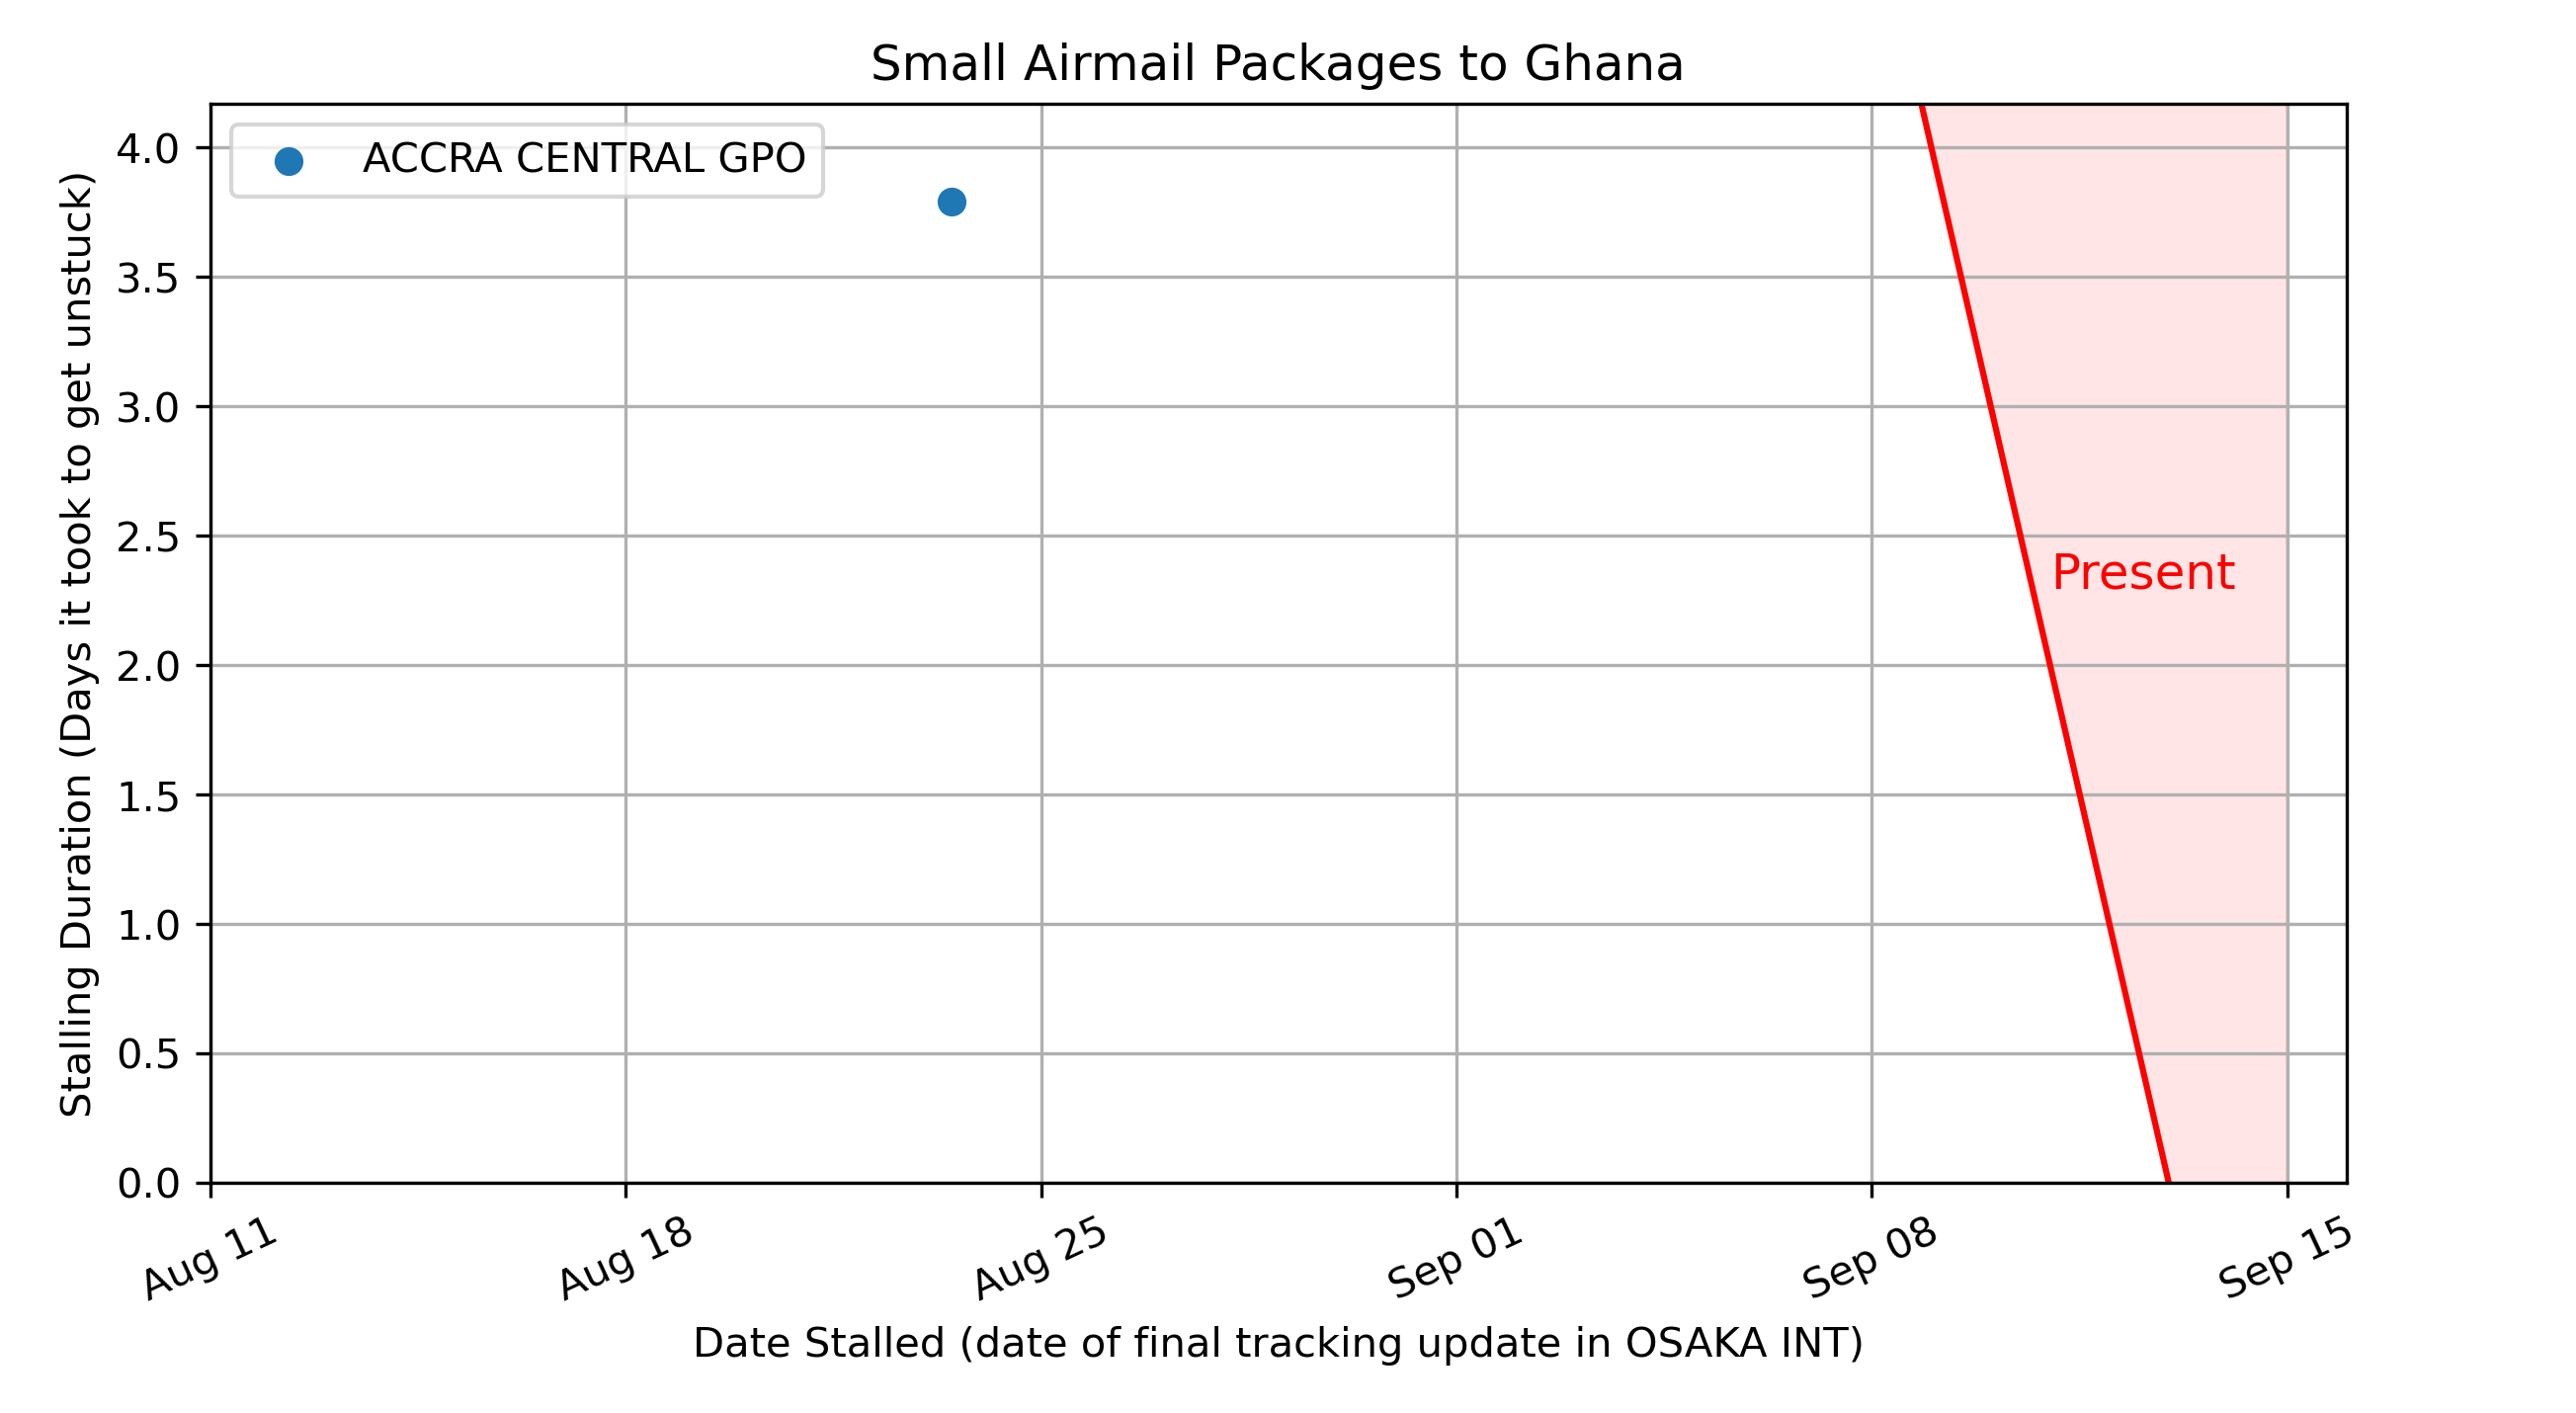 Small Airmail Packages to Ghana
ACCRA CENTRAL GPO
Stalling Duration (Days it took to get unstuck)
4.0
3.5
3.0
2.5
2.0
1.5
1.0
0.5
0.0
Present
Aug 11
Aug 18
Aug 25
Sep 01
Sep 08
Sep 15
Date Stalled (date of final tracking update in OSAKA INT)